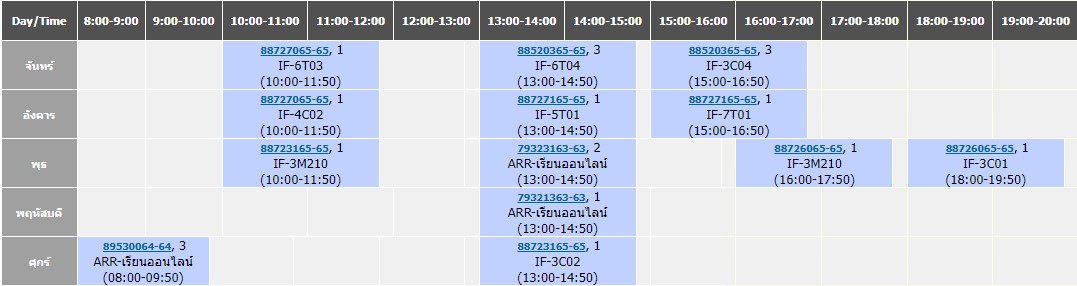 Day/Time 8:00-9:00 9:00-10:00 10:00-11:00 11:00-12:00 12:00-13:00 13:00-14:00 14:00-15:00 15:00-16:00 16:00-17:00 17:00-18:00 18:00-19:00 19:00-20:00
จันทร์
88727065-65, 1
IF-6T03
(10:00-11:50)
88520365-65, 3
IF-6T04
(13:00-14:50)
88520365-65, 3
IF-3C04
(15:00-16:50)
อังคาร
88727065-65, 1
IF-4C02
(10:00-11:50)
88727165-65, 1
IF-5T01
(13:00-14:50)
88727165-65, 1
IF-7T01
(15:00-16:50)
พุธ
88723165-65, 1
IF-3M210
(10:00-11:50)
79323163-63, 2
ARR-เรียนออนไลน์
(13:00-14:50)
88726065-65, 1
IF-3M210
(16:00-17:50)
88726065-65, 1
IF-3C01
(18:00-19:50)
พฤหัสบดี
79321363-63, 1
ARR-เรียนออนไลน์
(13:00-14:50)
ศุกร์
89530064-64, 3
ARR-เรียนออนไลน์
(08:00-09:50)
88723165-65, 1
IF-3C02
(13:00-14:50)